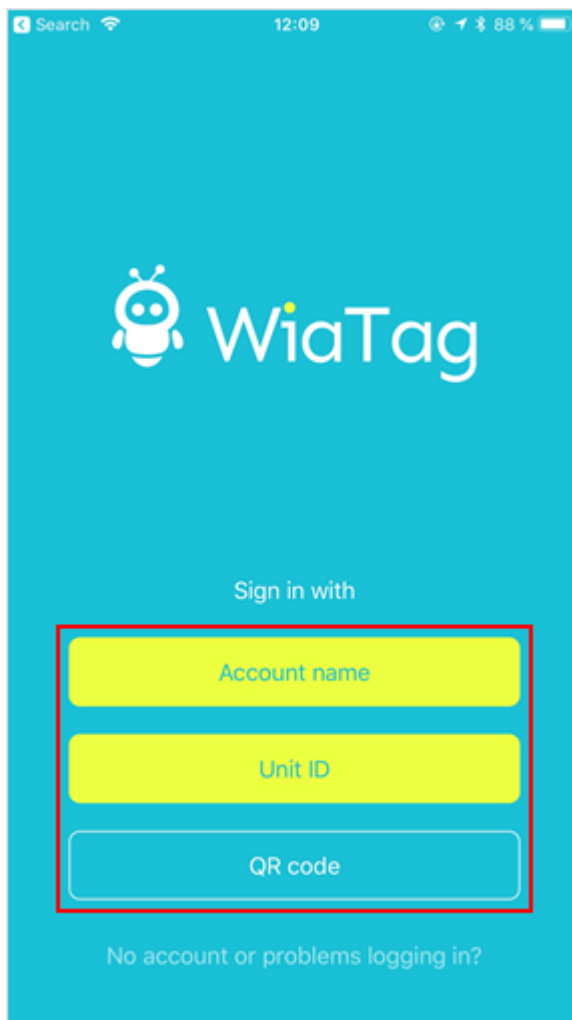 Search 12:09 88 %
WiaTag
Sign in with
Account name
Unit ID
QR code
No account or problems logging in?